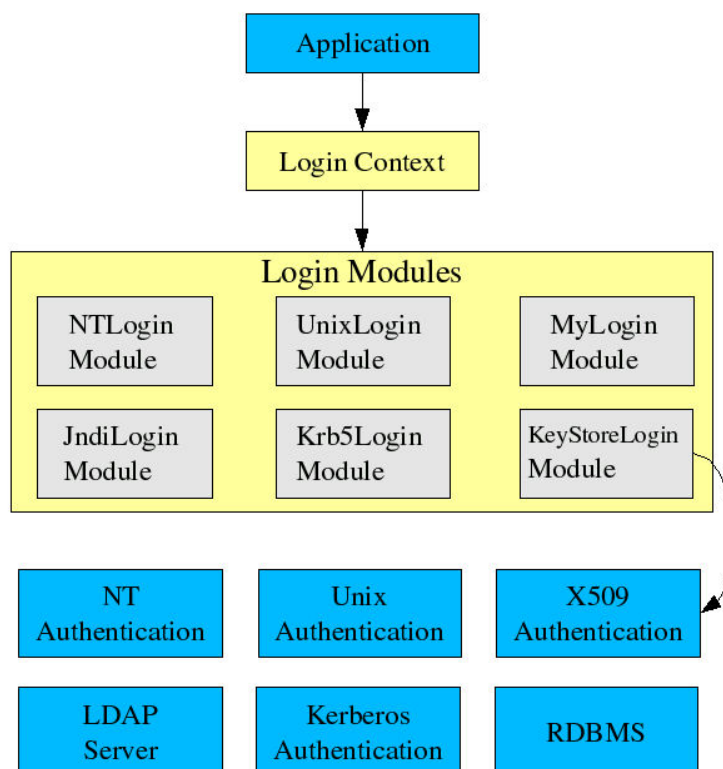 Application
Login Context
Login Modules
NTLogin
Module
UnixLogin
Module
MyLogin
Module
JndiLogin
Module
Krb5Login
Module
KeyStoreLogin
Module
NT
Authentication
Unix
Authentication
X509
Authentication
LDAP
Server
Kerberos
Authentication
RDBMS